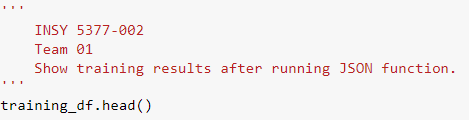 '''
    INSY 5377-002
    Team 01
    Show training results after running JSON function.
'''
training_df.head()